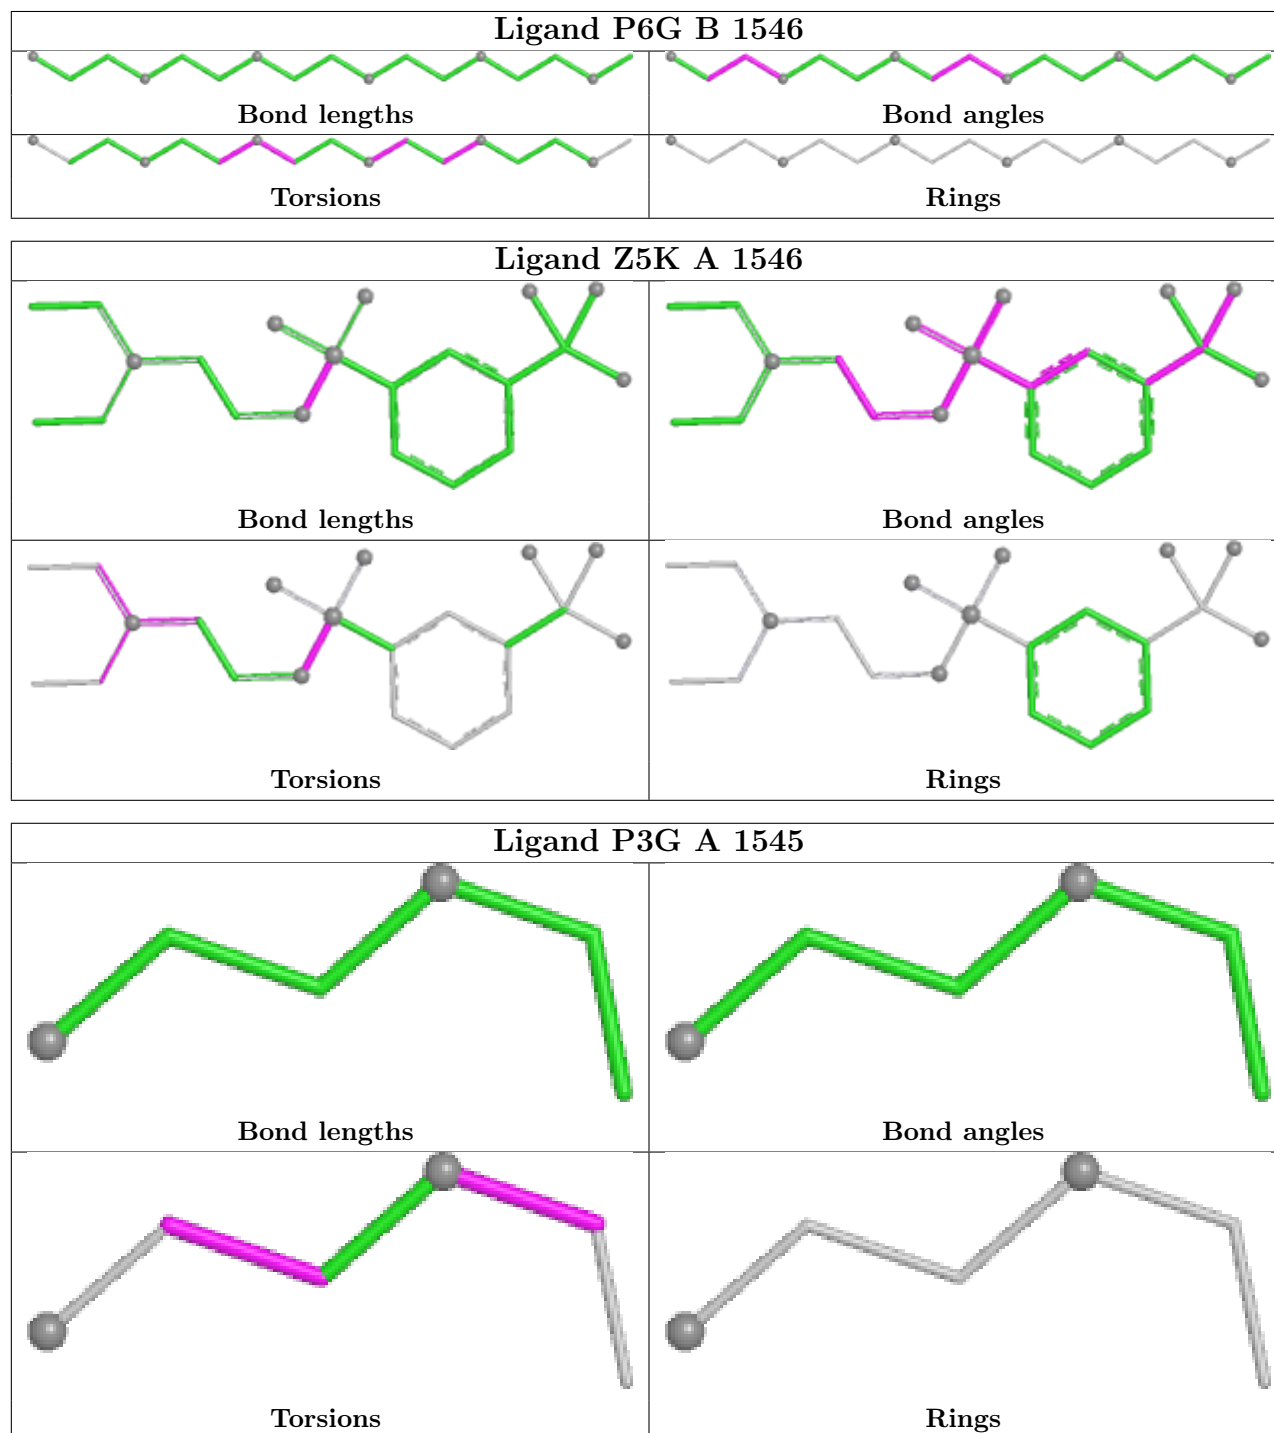 Ligand P6G B 1546
Bond lengths
Bond angles
Torsions
Rings
Ligand Z5K A 1546
Bond lengths
Bond angles
Torsions
Rings
Ligand P3G A 1545
Bond lengths
Bond angles
Torsions
Rings